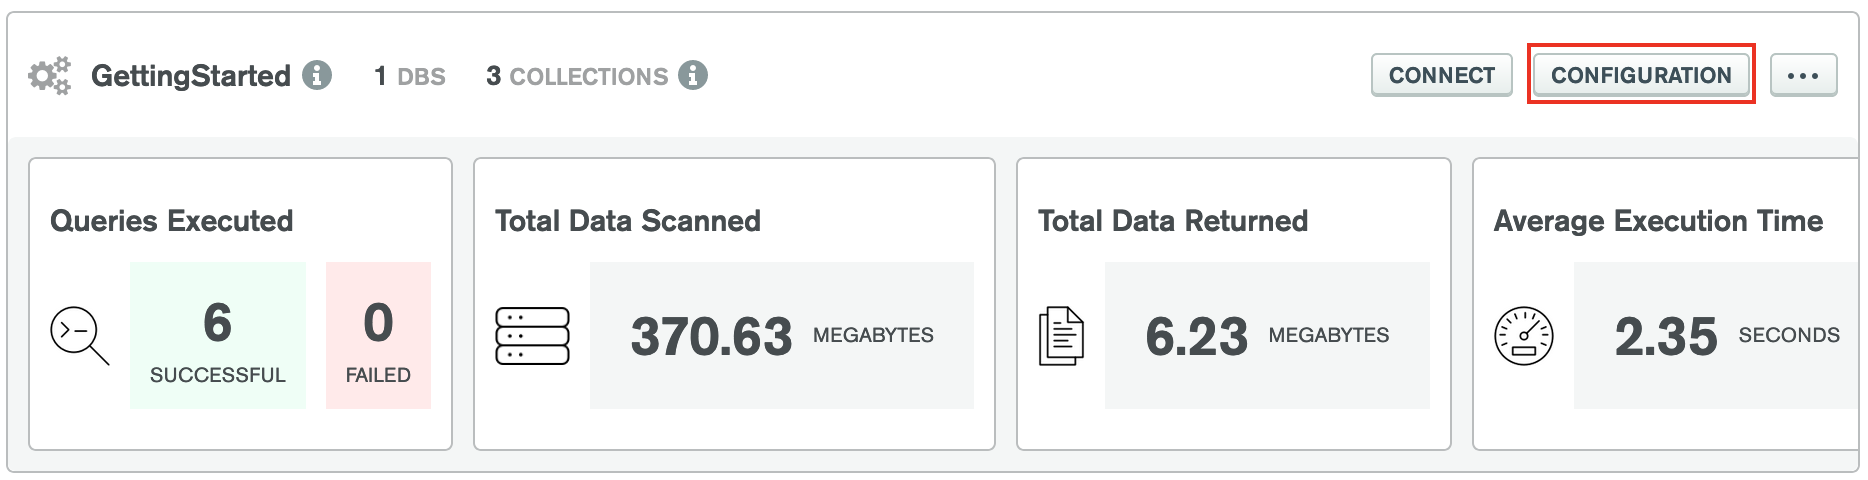 GettingStarted 1 DBS 3 COLLECTIONS CONNECT CONFIGURATION ...
Queries Executed
6
SUCCESSFUL
0
FAILED
Total Data Scanned
370.63 MEGABYTES
Total Data Returned
6.23 MEGABYTES
Average Execution Time
2.35 SECONDS